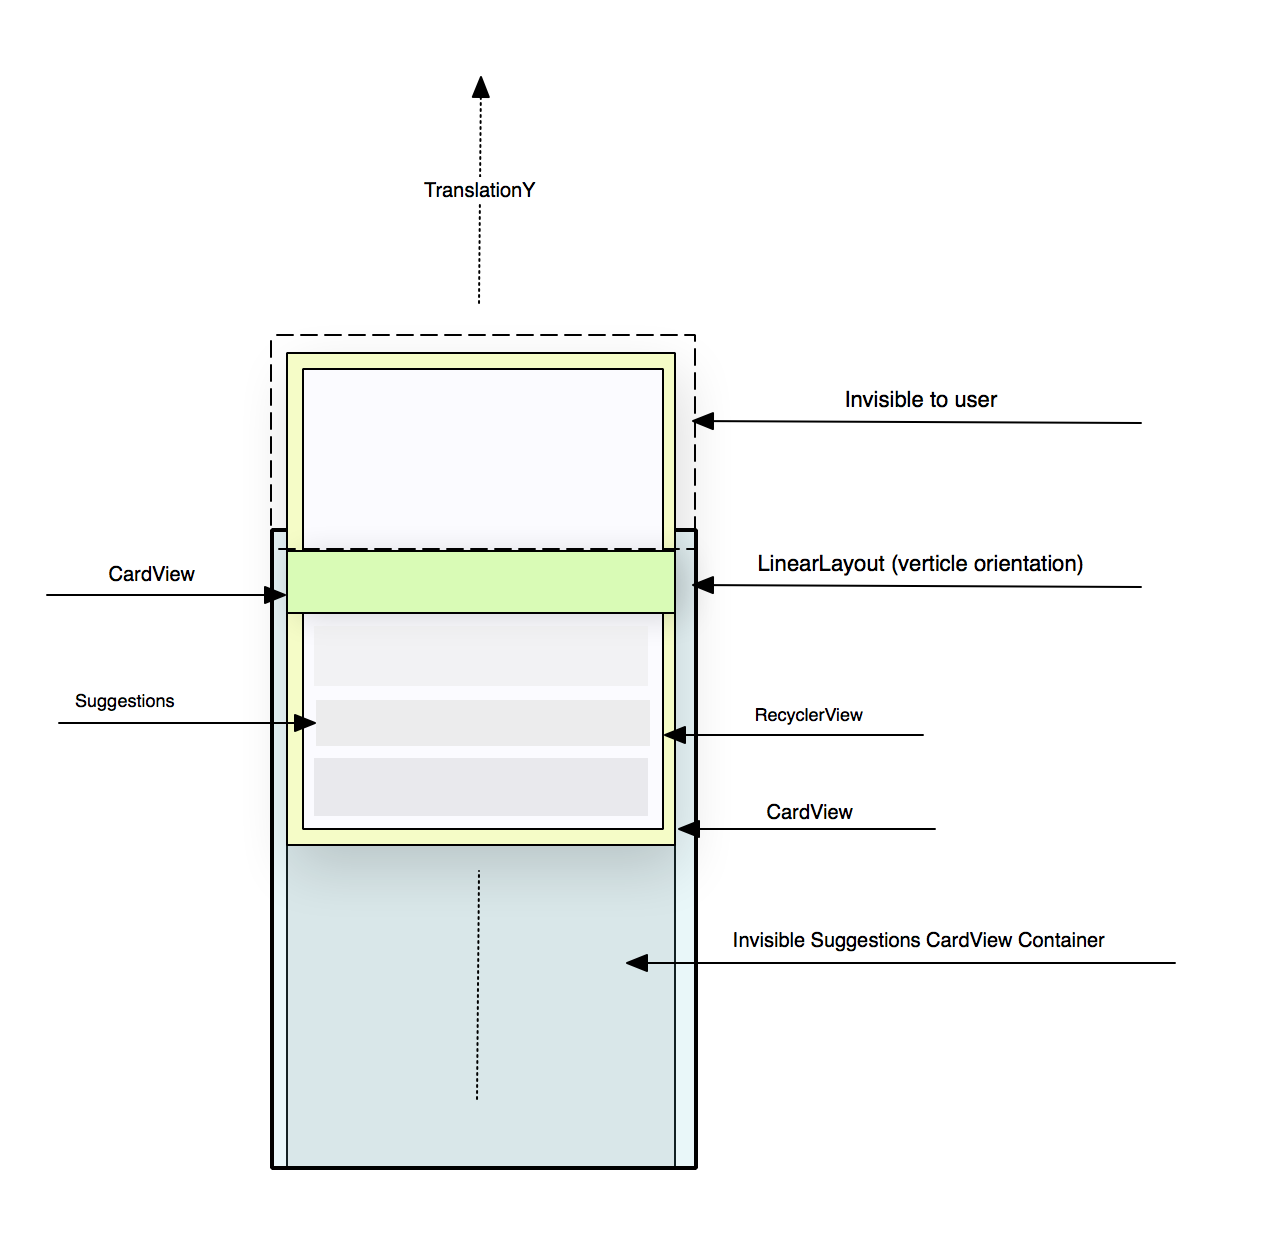 TranslationY
Invisible to user
LinearLayout (verticle orientation)
CardView
Suggestions
RecyclerView
CardView
Invisible Suggestions CardView Container